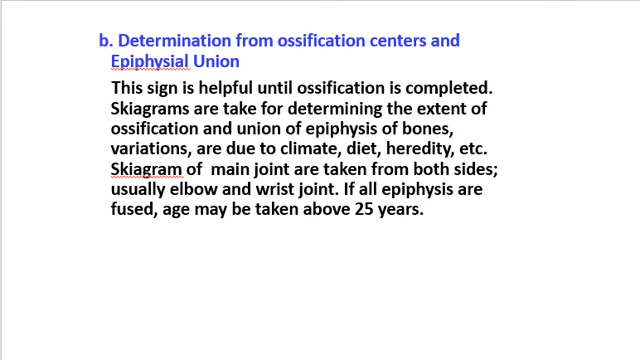 b. Determination from ossification centers and
Epiphysial Union
This sign is helpful until ossification is completed.
Skiagrams are take for determining the extent of
ossification and union of epiphysis of bones,
variations, are due to climate, diet, heredity, etc.
Skiagram of main joint are taken from both sides;
usually elbow and wrist joint. If all epiphysis are
fused, age may be taken above 25 years.